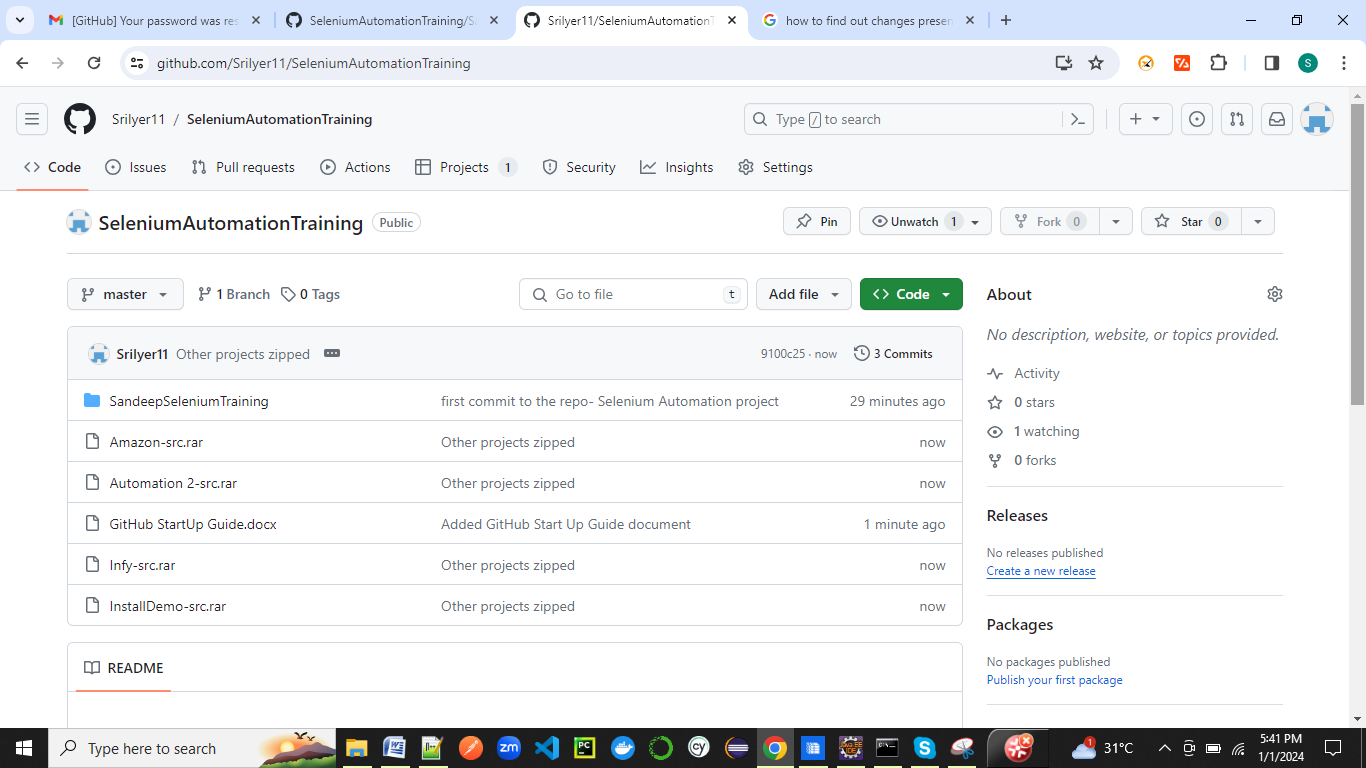 [GitHub] Your password was res
SeleniumAutomationTraining/Sa
Srilyer11/SeleniumAutomationT
how to find out changes presen
github.com/Srilyer11/SeleniumAutomationTraining
S
Srilyer11 / SeleniumAutomationTraining
Type / to search
Code Issues Pull requests Actions Projects 1 Security Insights Settings
SeleniumAutomationTraining Public
Pin Unwatch 1 Fork 0 Star 0
master 1 Branch 0 Tags
Go to file t
Add file
Code
About
No description, website, or topics provided.
Srilyer11 Other projects zipped 9100c25 · now 3 Commits
SandeepSeleniumTraining first commit to the repo- Selenium Automation project 29 minutes ago
Amazon-src.rar Other projects zipped now
Automation 2-src.rar Other projects zipped now
GitHub StartUp Guide.docx Added GitHub Start Up Guide document 1 minute ago
Infy-src.rar Other projects zipped now
InstallDemo-src.rar Other projects zipped now
README
Activity
0 stars
1 watching
0 forks
Releases
No releases published
Create a new release
Packages
No packages published
Publish your first package
Type here to search
zm
PC
cy
31°C
5:41 PM
1/1/2024